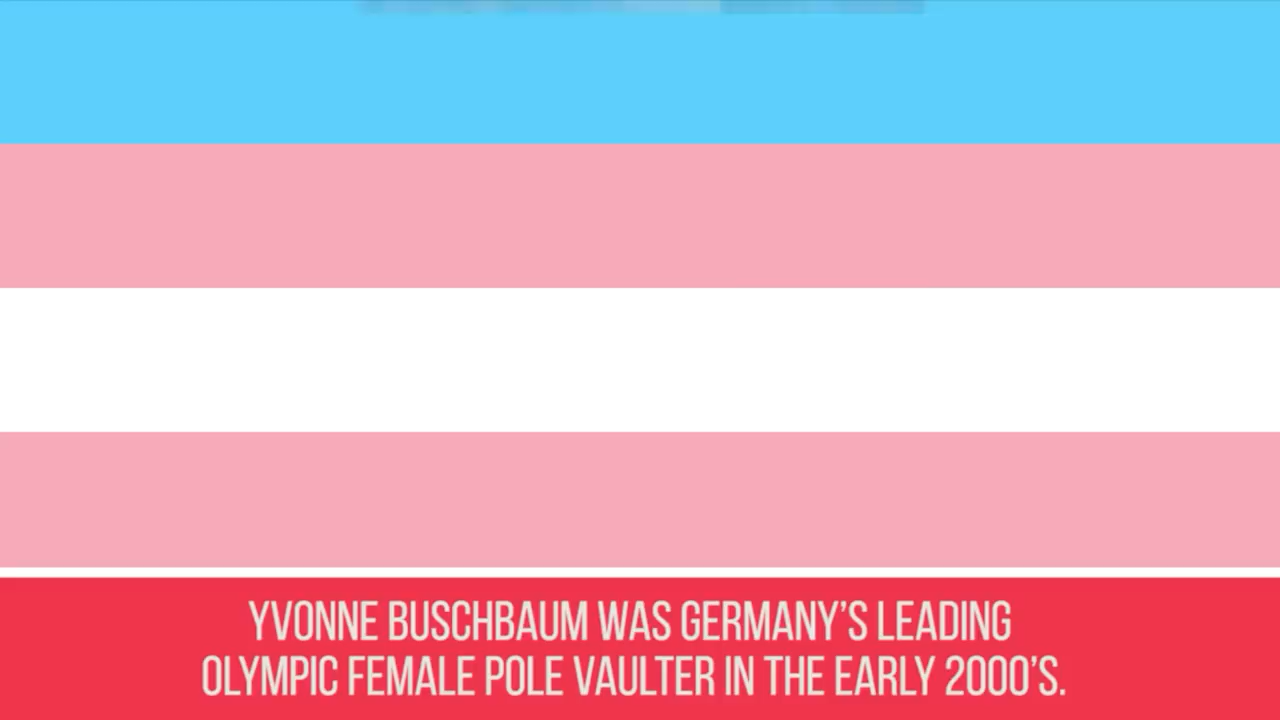 YVONNE BUSCHBAUM WAS GERMANY'S LEADING
OLYMPIC FEMALE POLE VAULTER IN THE EARLY 2000'S.